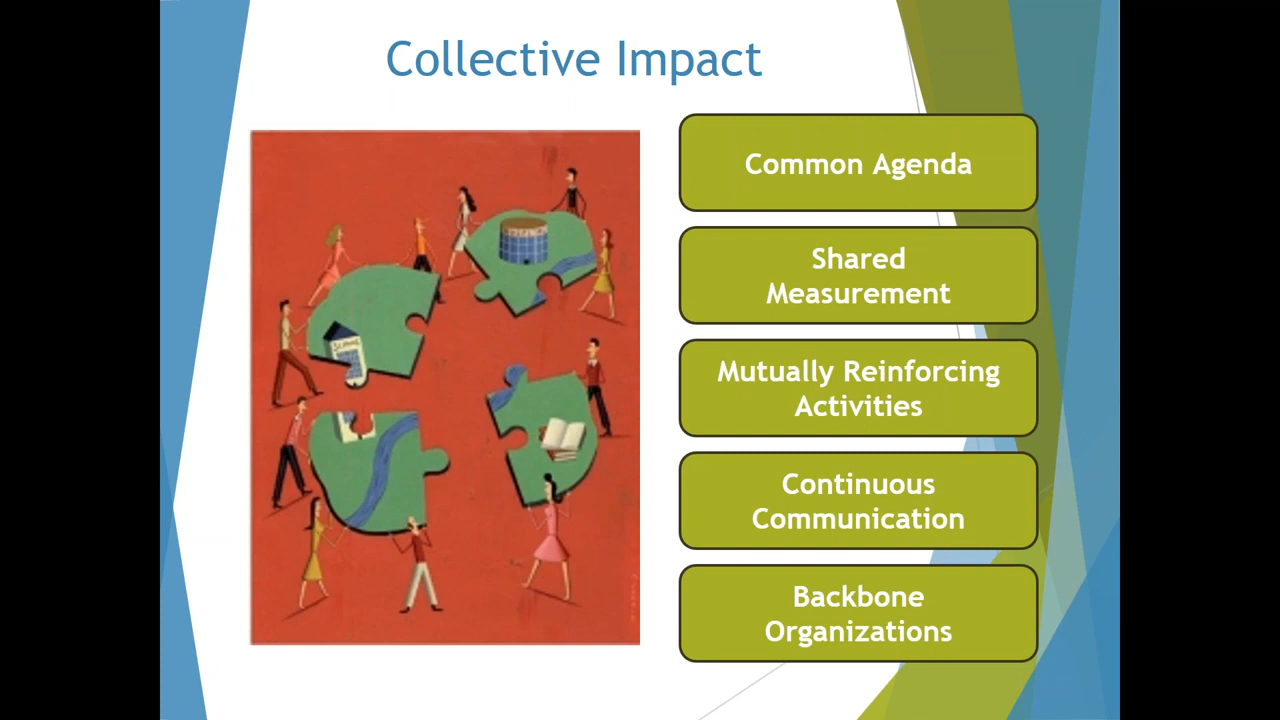 Collective Impact
Common Agenda
Shared
Measurement
Mutually Reinforcing
Activities
Continuous
Communication
Backbone
Organizations